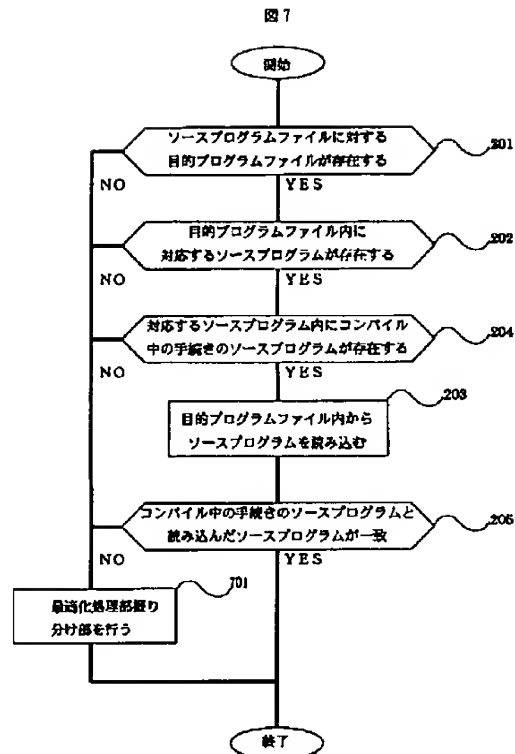 図7
開始
ソースプログラムファイルに対する
目的プログラムファイルが存在する
201
NO
YES
目的プログラムファイル内に
対応するソースプログラムが存在する
202
NO
YES
対応するソースプログラム内にコンパイル
中の手続きのソースプログラムが存在する
204
NO
YES
目的プログラムファイル内から
ソースプログラムを読み込む
203
コンパイル中の手続きのソースプログラムと
読み込んだソースプログラムが一致
205
NO
YES
最適化処理部振り
分け部を行う
701
終了